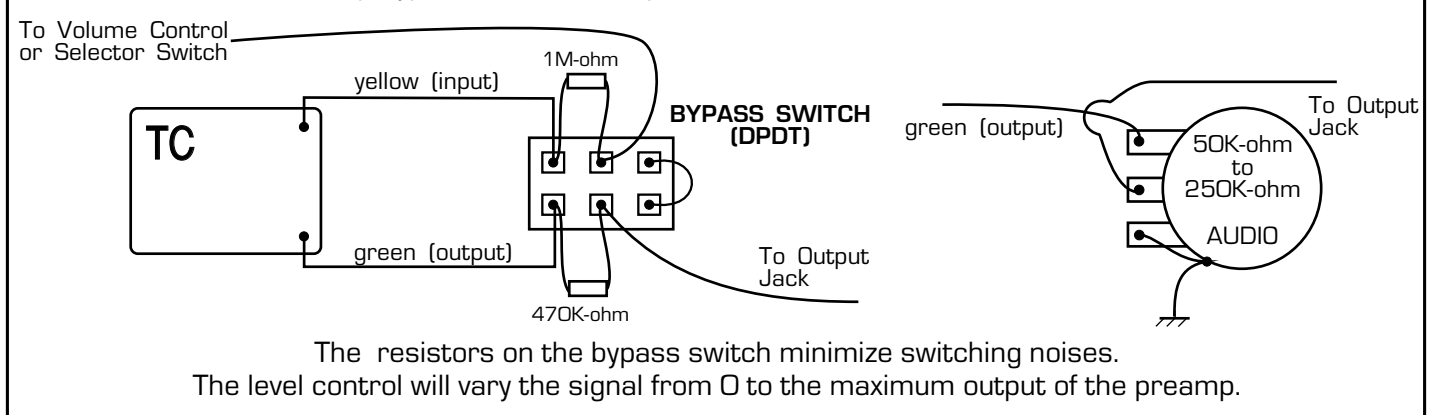 To Volume Control
or Selector Switch
1M-ohm
yellow (input)
BYPASS SWITCH
(DPDT)
TC
green (output)
To Output
Jack
470K-ohm
green (output)
To Output
Jack
50K-ohm
to
250K-ohm
AUDIO
The resistors on the bypass switch minimize switching noises.
The level control will vary the signal from 0 to the maximum output of the preamp.